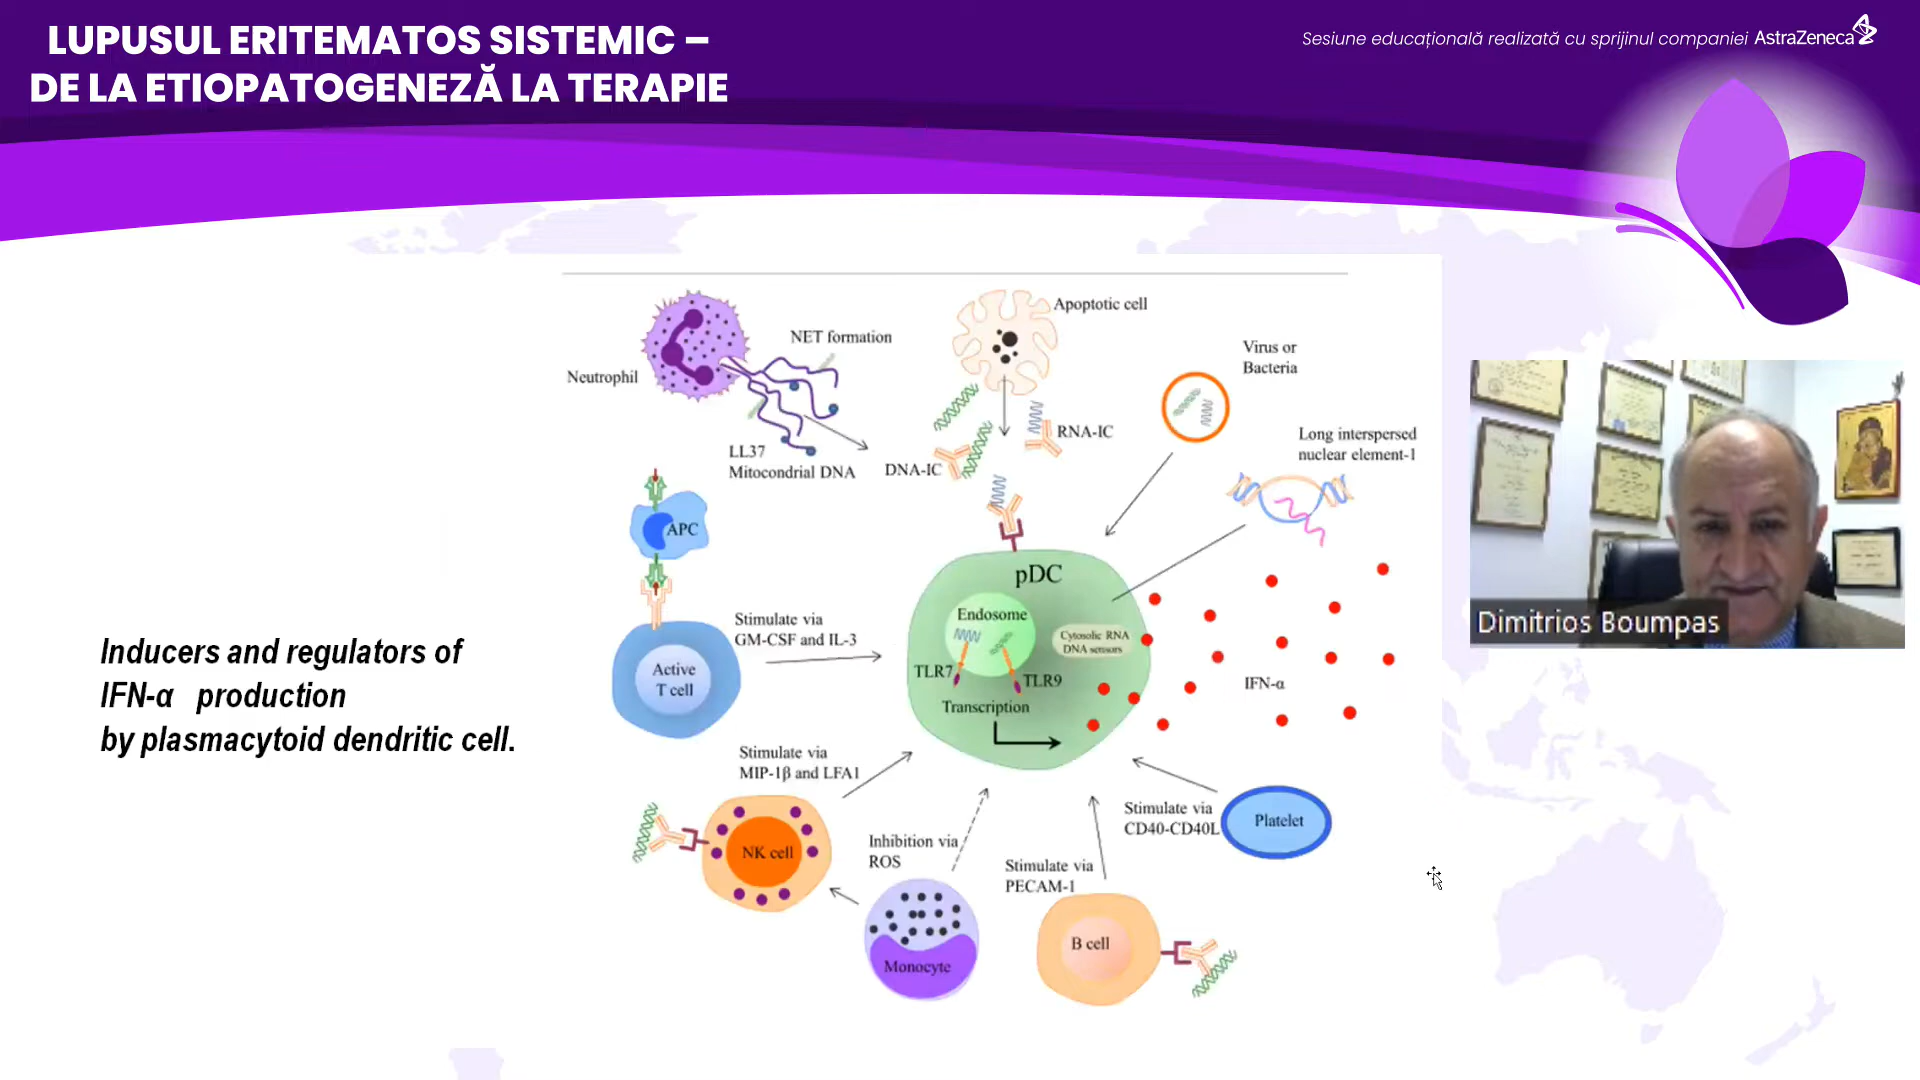 LUPUSUL ERITEMATOS SISTEMIC –
DE LA ETIOPATOGENEZĂ LA TERAPIE
Sesiune educațională realizată cu sprijinul companiei AstraZeneca
Inducers and regulators of
IFN-α production
by plasmacytoid dendritic cell.
Neutrophil
NET formation
LL37
Mitocondrial DNA
Apoptotic cell
DNA-IC
RNA-IC
Virus or
Bacteria
Long interspersed
nuclear element-1
APC
Active
T cell
Stimulate via
GM-CSF and IL-3
pDC
Endosome
TLR7
TLR9
Cytosolic RNA
DNA sensors
Transcription
IFN-α
Stimulate via
MIP-1β and LFA1
NK cell
Inhibition via
ROS
Monocyte
Stimulate via
PECAM-1
B cell
Stimulate via
CD40-CD40L
Platelet
Dimitrios Boumpas